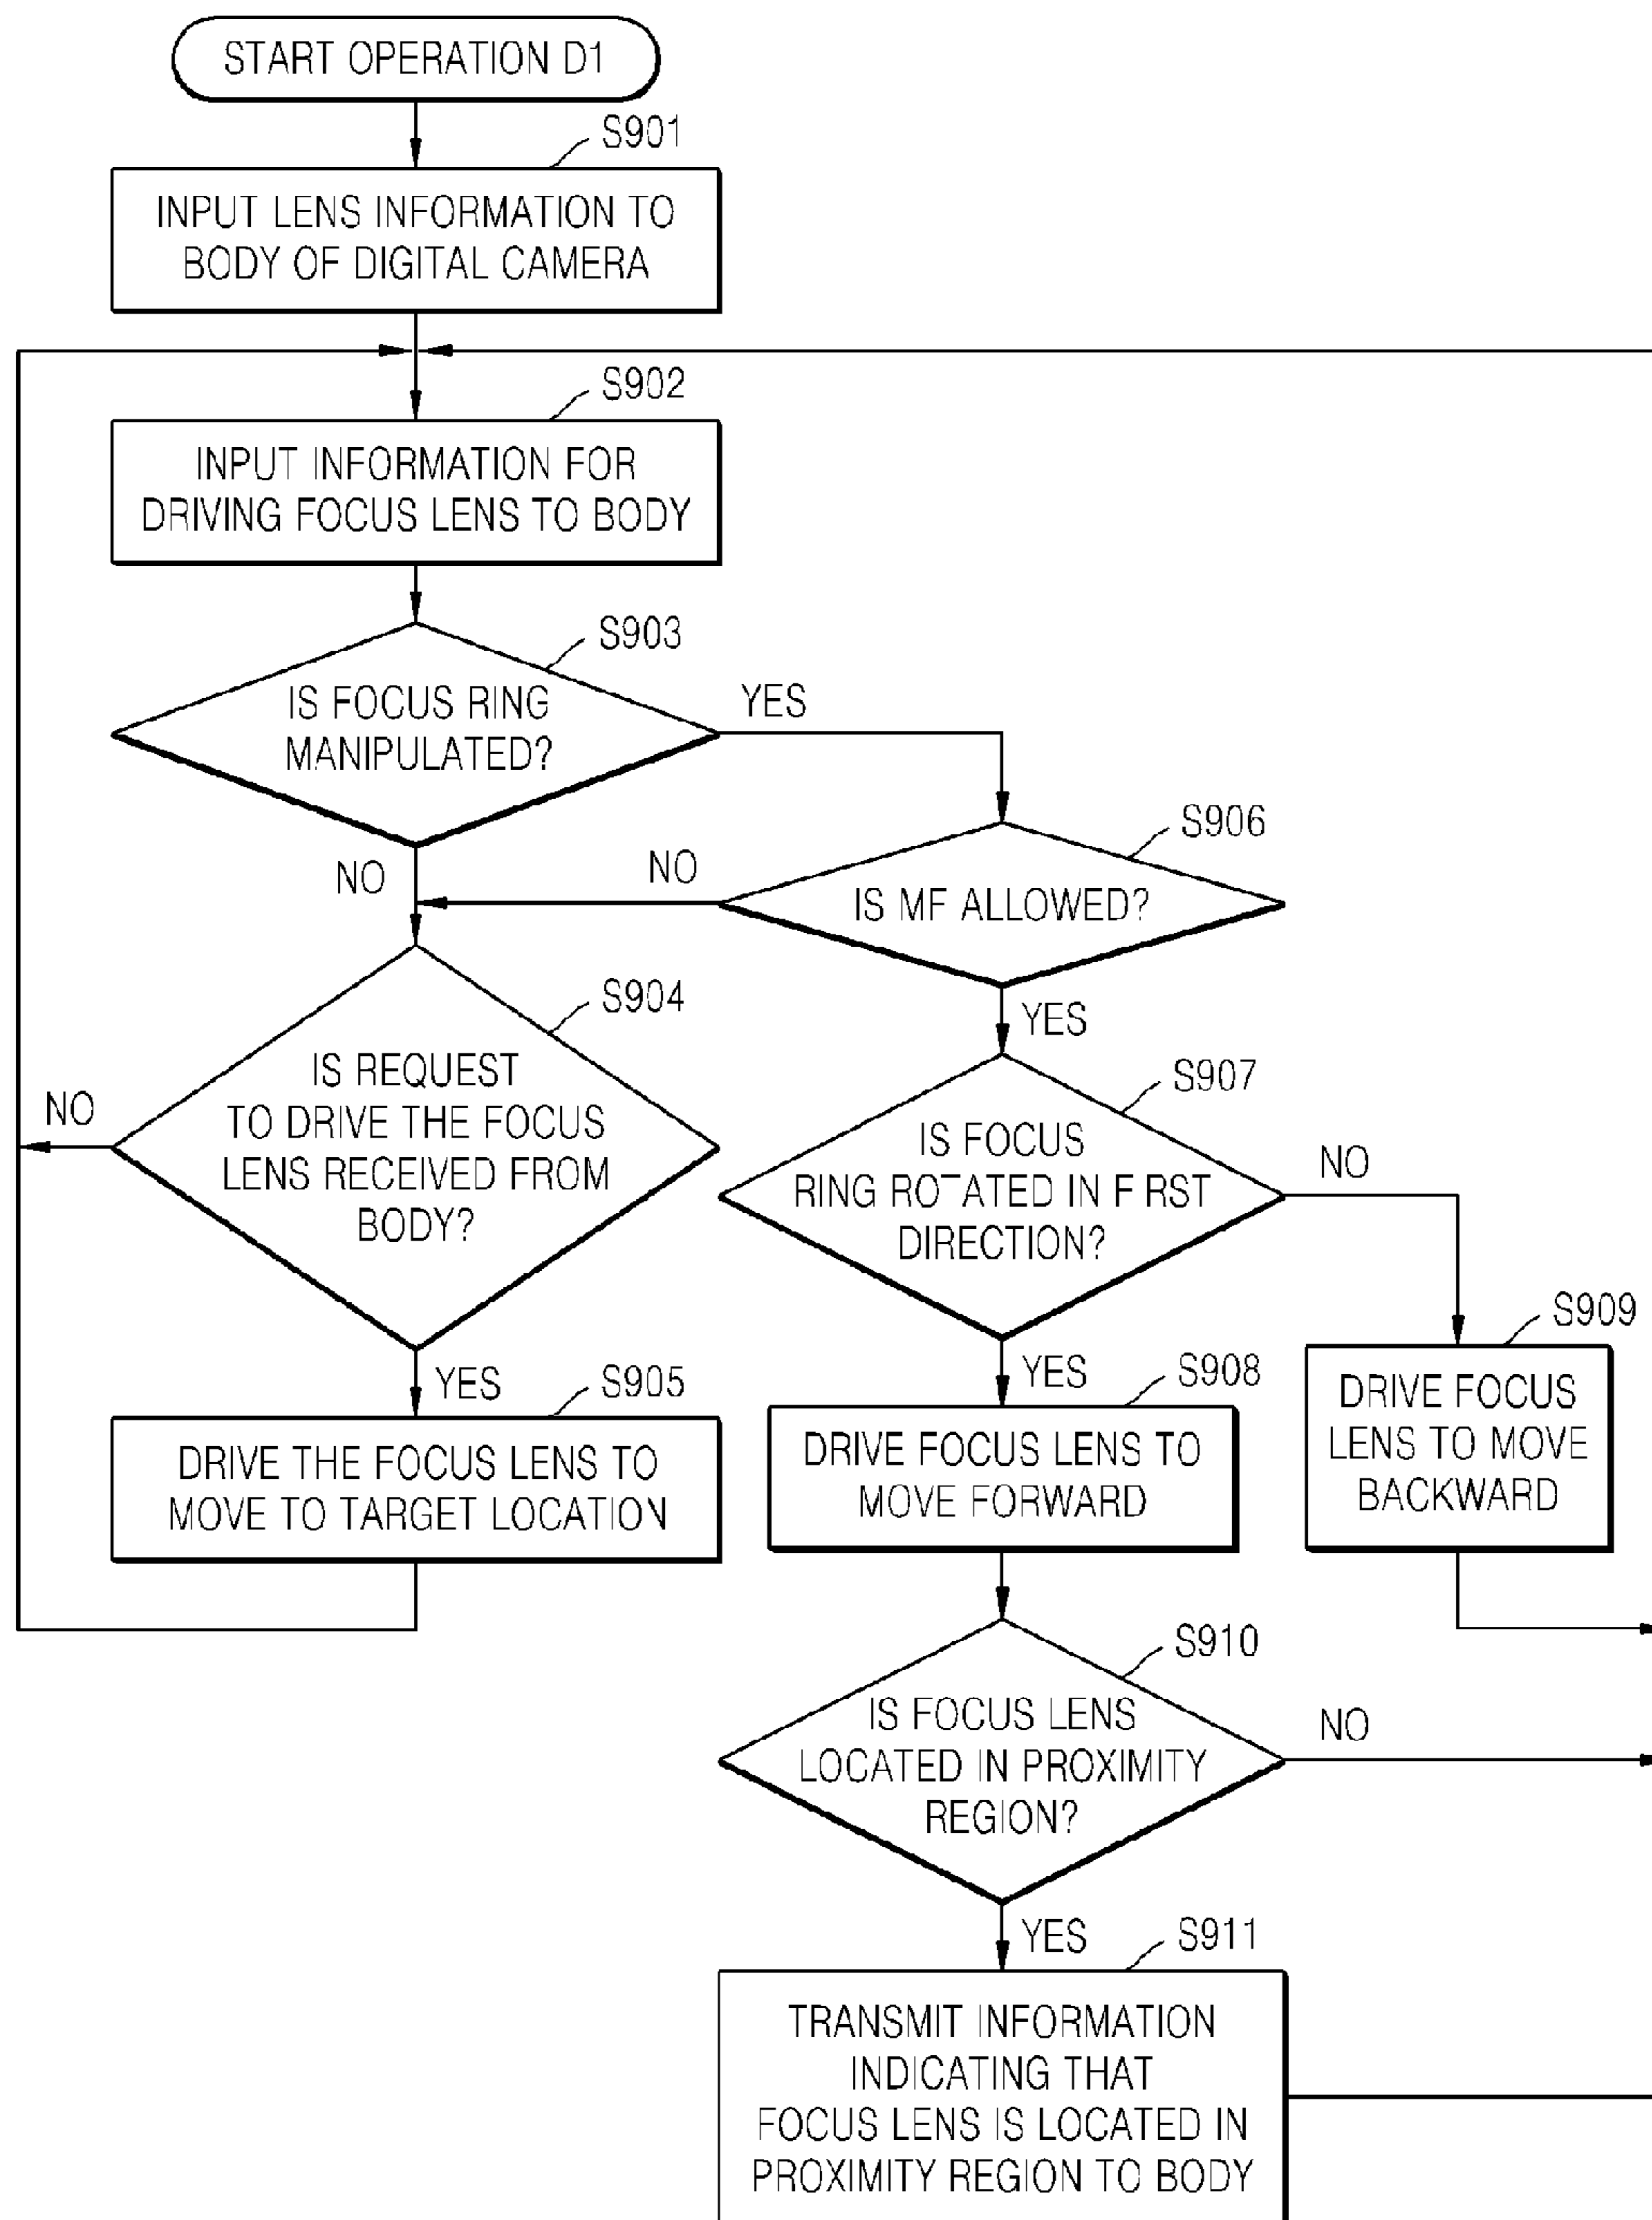 START OPERATION D1
S901
INPUT LENS INFORMATION TO
BODY OF DIGITAL CAMERA
S902
INPUT INFORMATION FOR
DRIVING FOCUS LENS TO BODY
S903
IS FOCUS RING
MANIPULATED?
YES
NO
S906
IS MF ALLOWED?
NO
YES
S904
IS REQUEST
TO DRIVE THE FOCUS
LENS RECEIVED FROM
BODY?
NO
YES
S905
DRIVE THE FOCUS LENS TO
MOVE TO TARGET LOCATION
S907
IS FOCUS
RING ROTATED IN FIRST
DIRECTION?
NO
YES
S908
DRIVE FOCUS LENS TO
MOVE FORWARD
S909
DRIVE FOCUS
LENS TO MOVE
BACKWARD
S910
IS FOCUS LENS
LOCATED IN PROXIMITY
REGION?
NO
YES
S911
TRANSMIT INFORMATION
INDICATING THAT
FOCUS LENS IS LOCATED IN
PROXIMITY REGION TO BODY